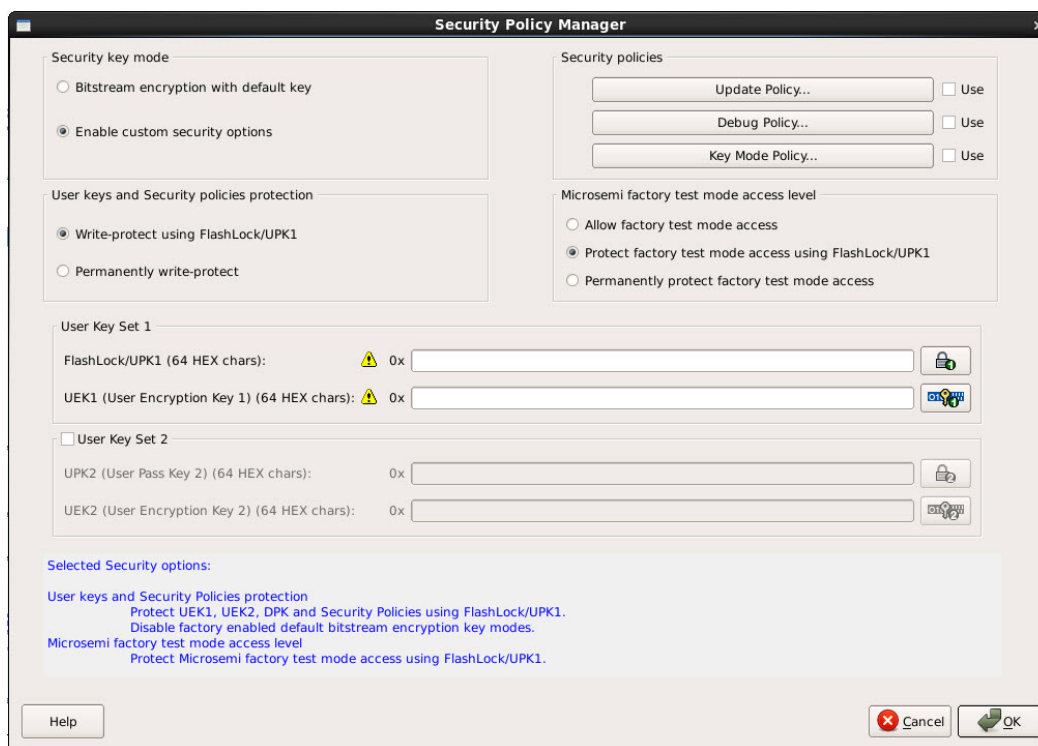 Security Policy Manager
Security key mode
Bitstream encryption with default key
Enable custom security options
Security policies
Update Policy...
Use
Debug Policy...
Use
Key Mode Policy...
Use
User keys and Security policies protection
Write-protect using FlashLock/UPK1
Permanently write-protect
Microsemi factory test mode access level
Allow factory test mode access
Protect factory test mode access using FlashLock/UPK1
Permanently protect factory test mode access
User Key Set 1
FlashLock/UPK1 (64 HEX chars): 0x
UEK1 (User Encryption Key 1) (64 HEX chars): 0x
User Key Set 2
UPK2 (User Pass Key 2) (64 HEX chars): 0x
UEK2 (User Encryption Key 2) (64 HEX chars): 0x
Selected Security options:
User keys and Security Policies protection
Protect UEK1, UEK2, DPK and Security Policies using FlashLock/UPK1.
Disable factory enabled default bitstream encryption key modes.
Microsemi factory test mode access level
Protect Microsemi factory test mode access using FlashLock/UPK1.
Help
Cancel
OK